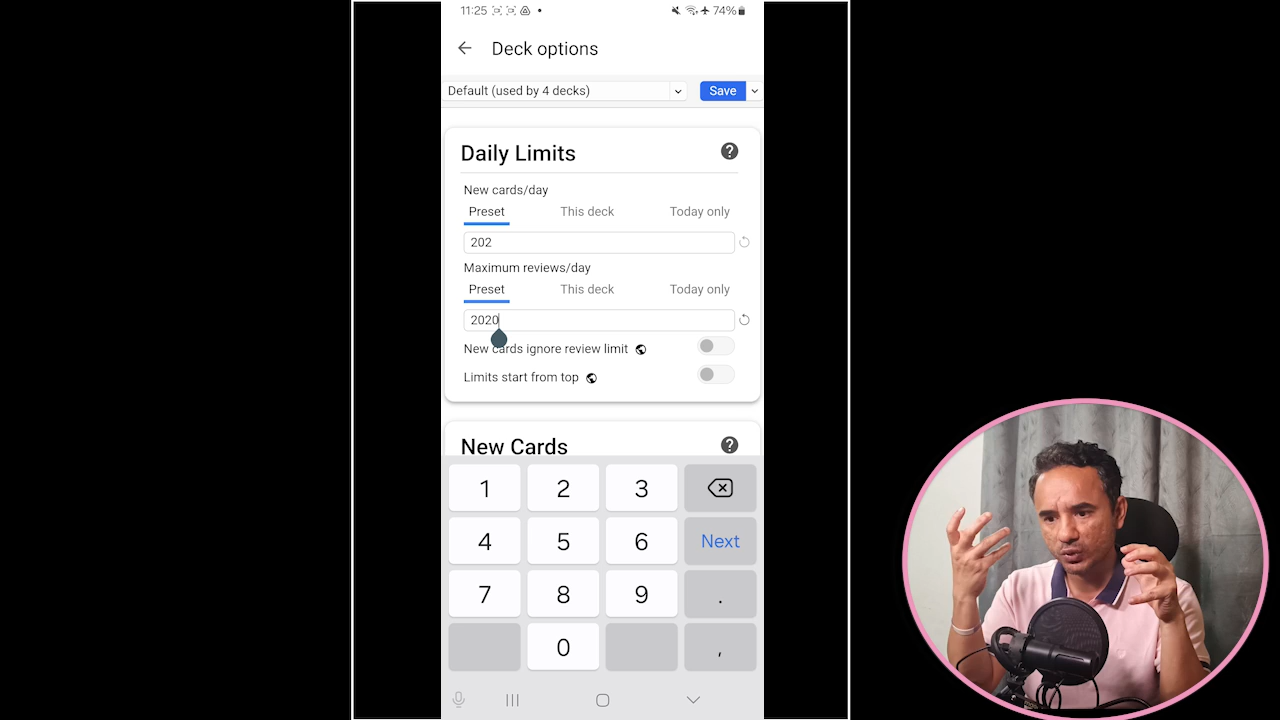 11:25
74%
Deck options
Default (used by 4 decks)
Save
Daily Limits
New cards/day
Preset This deck Today only
202
Maximum reviews/day
Preset This deck Today only
2020
New cards ignore review limit
Limits start from top
New Cards
1 2 3
4 5 6 Next
7 8 9 .
0 ,